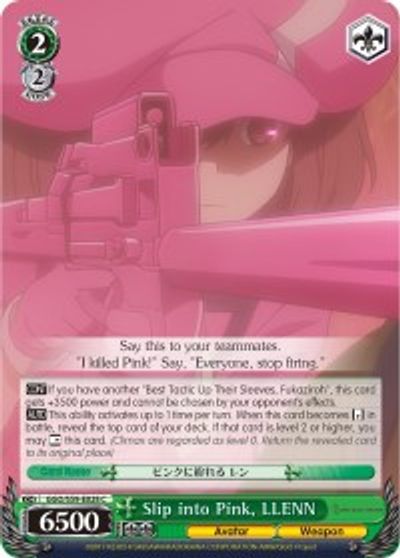 2
2
Say this to your teammates.
"I killed Pink!" Say, "Everyone, stop firing."
If you have another "Best Tactic Up Their Sleeves, Fukaziroh", this card
gets +3500 power and cannot be chosen by your opponent's effects.
This ability activates up to 1 time per turn. When this card becomes in
battle, reveal the top card of your deck. If that card is level 2 or higher, you
may this card. (Climax are regarded as level 0. Return the revealed card
to its original place)
Card Name ピンクに紛れる レン
GGO/S59-E029 C
6500
Slip into Pink, LLENN
Avatar Weapon